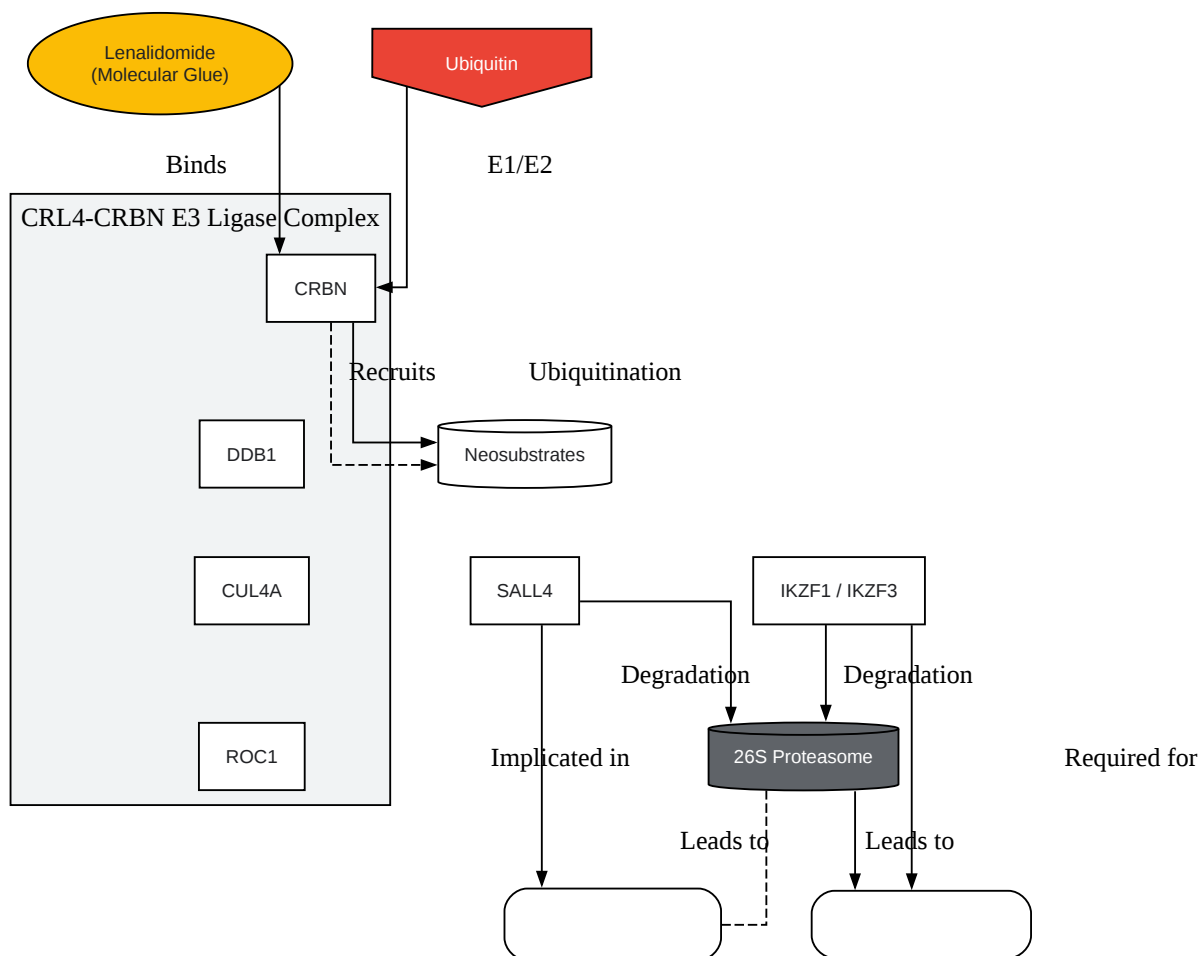 Lenalidomide
(Molecular Glue)
Ubiquitin
Binds
E1/E2
CRL4-CRBN E3 Ligase Complex
CRBN
Recruits
Ubiquitination
DDB1
Neosubstrates
CUL4A
SALL4
IKZF1 / IKZF3
Degradation
Degradation
ROC1
Implicated in
26S Proteasome
Required for
Leads to
Leads to